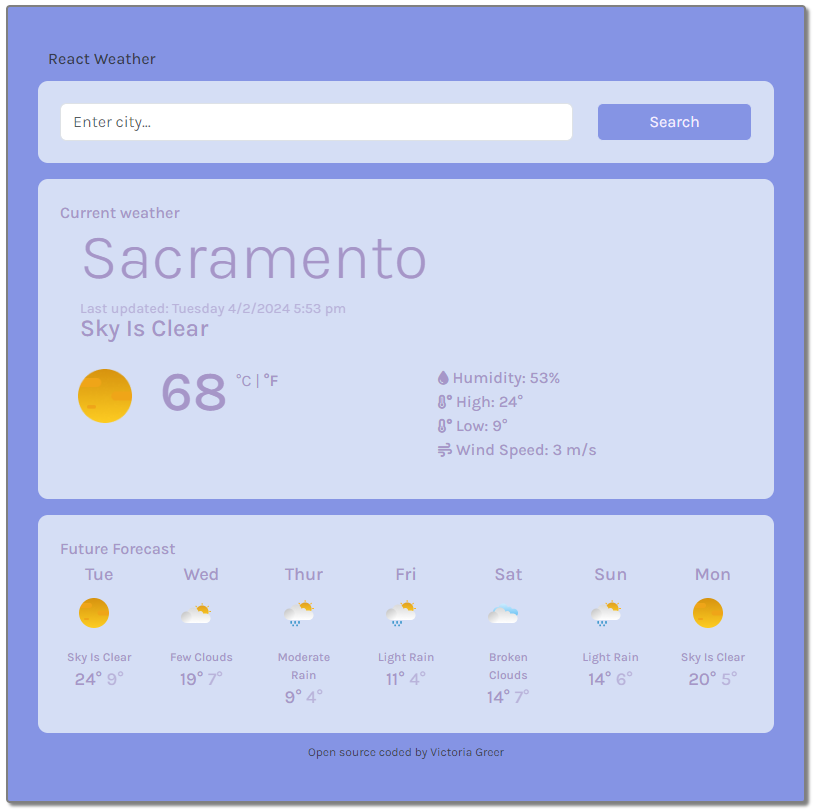 React Weather
Enter city...
Search
Current weather
Sacramento
Last updated: Tuesday 4/2/2024 5:53 pm
Sky Is Clear
68 °C | °F
Humidity: 53%
High: 24°
Low: 9°
Wind Speed: 3 m/s
Future Forecast
Tue Wed Thur Fri Sat Sun Mon
Sky Is Clear Few Clouds Moderate Light Rain Broken Light Rain Sky Is Clear
Rain Clouds
24° 9° 19° 7° 11° 4° 14° 6° 20° 5°
9° 4° 14° 7°
Open source coded by Victoria Greer